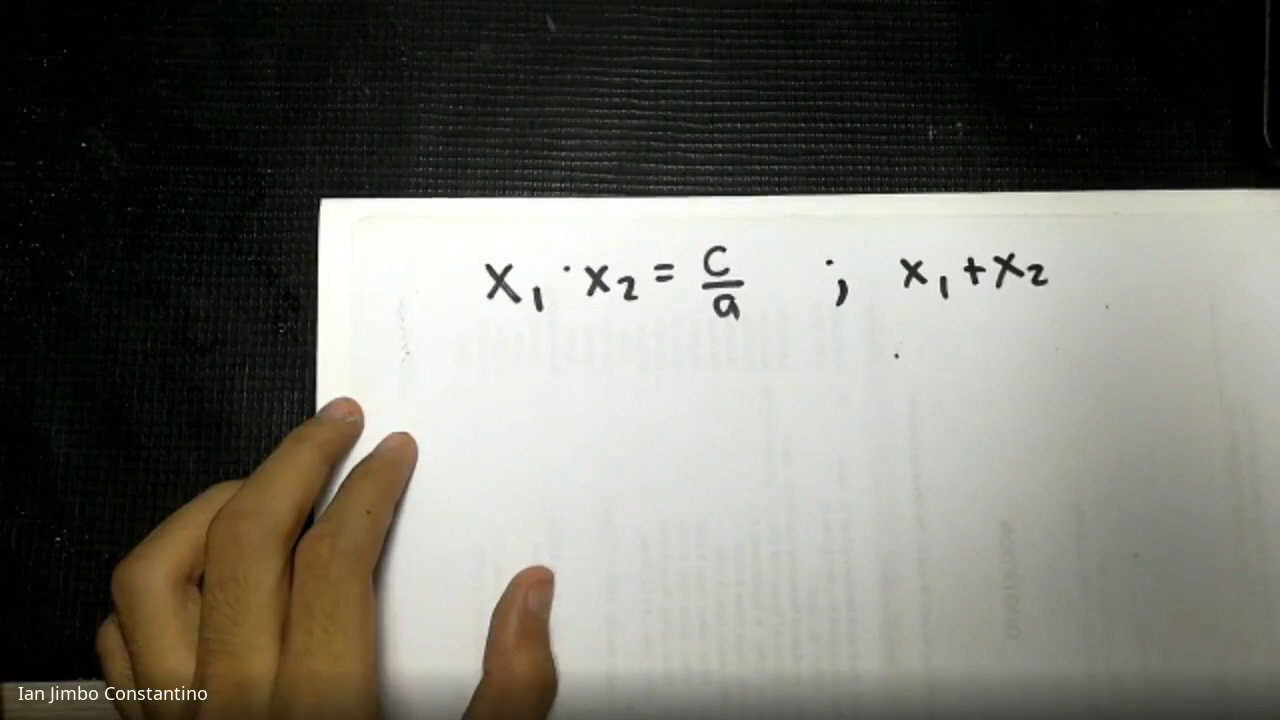 x₁ · x₂ = c/a ; x₁ + x₂
Ian Jimbo Constantino